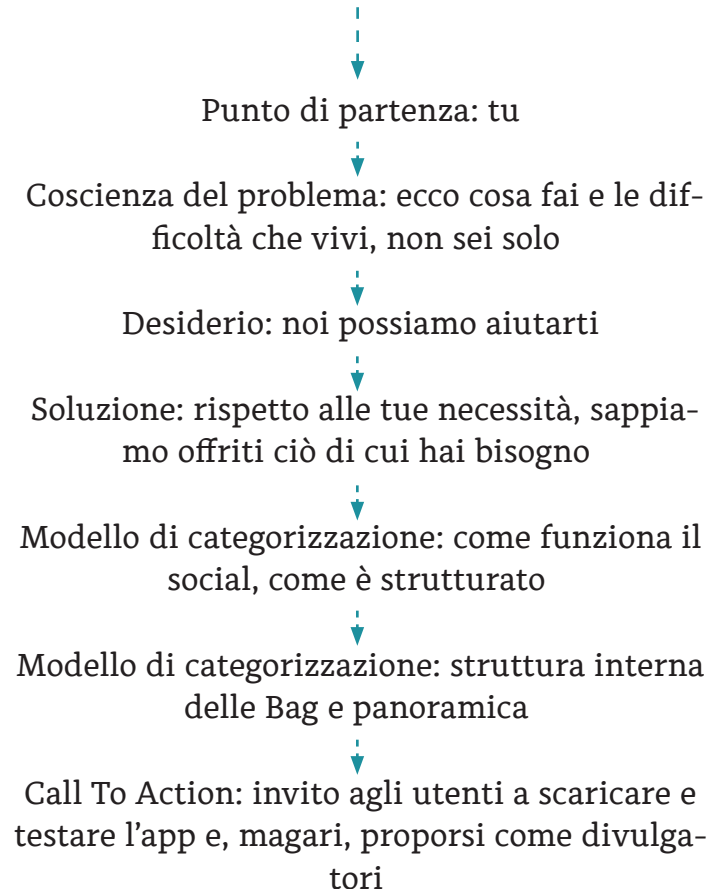 Punto di partenza: tu
Coscienza del problema: ecco cosa fai e le dif-
ficoltà che vivi, non sei solo
Desiderio: noi possiamo aiutarti
Soluzione: rispetto alle tue necessità, sappia-
mo offriti ciò di cui hai bisogno
Modello di categorizzazione: come funziona il
social, come è strutturato
Modello di categorizzazione: struttura interna
delle Bag e panoramica
Call To Action: invito agli utenti a scaricare e
testare l’app e, magari, proporsi come divulga-
tori